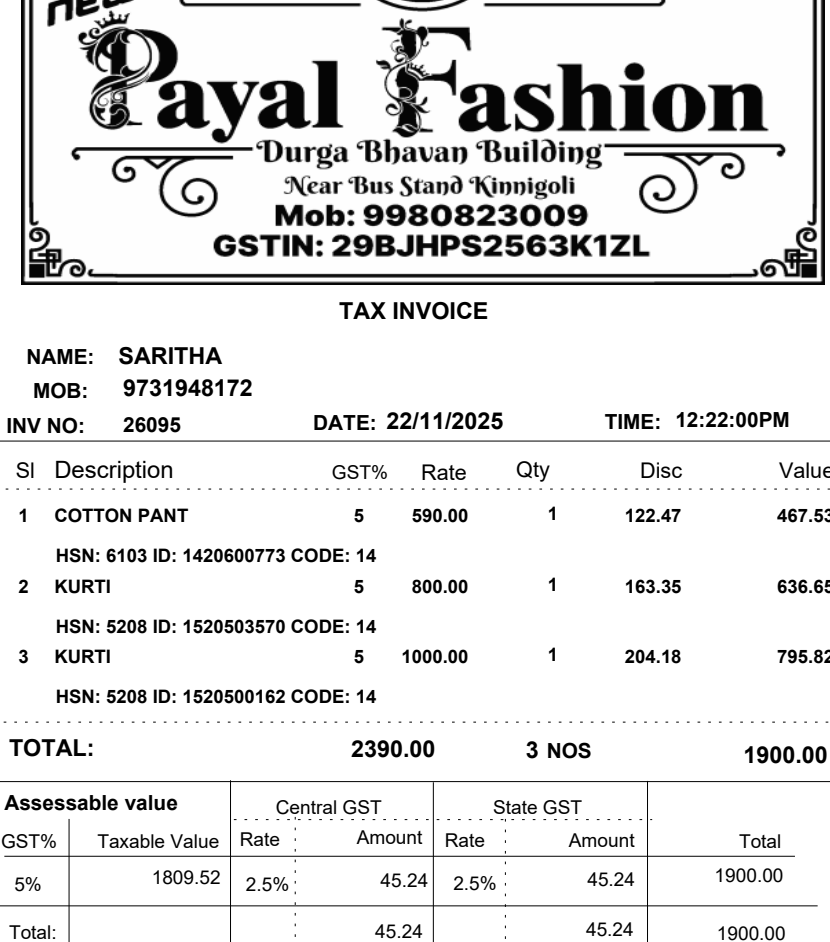 new
Payal Fashion
Durga Bhavan Building
Near Bus Stand Kinnigoli
Mob: 9980823009
GSTIN: 29BJHPS2563K1ZL
TAX INVOICE
NAME: SARITHA
MOB: 9731948172
INV NO: 26095 DATE: 22/11/2025 TIME: 12:22:00PM
Sl Description GST% Rate Qty Disc Value
1 COTTON PANT 5 590.00 1 122.47 467.53
HSN: 6103 ID: 1420600773 CODE: 14
2 KURTI 5 800.00 1 163.35 636.65
HSN: 5208 ID: 1520503570 CODE: 14
3 KURTI 5 1000.00 1 204.18 795.82
HSN: 5208 ID: 1520500162 CODE: 14
TOTAL: 2390.00 3 NOS 1900.00
Assessable value Central GST State GST
GST% Taxable Value Rate Amount Rate Amount Total
5% 1809.52 2.5% 45.24 2.5% 45.24 1900.00
Total: 45.24 45.24 1900.00